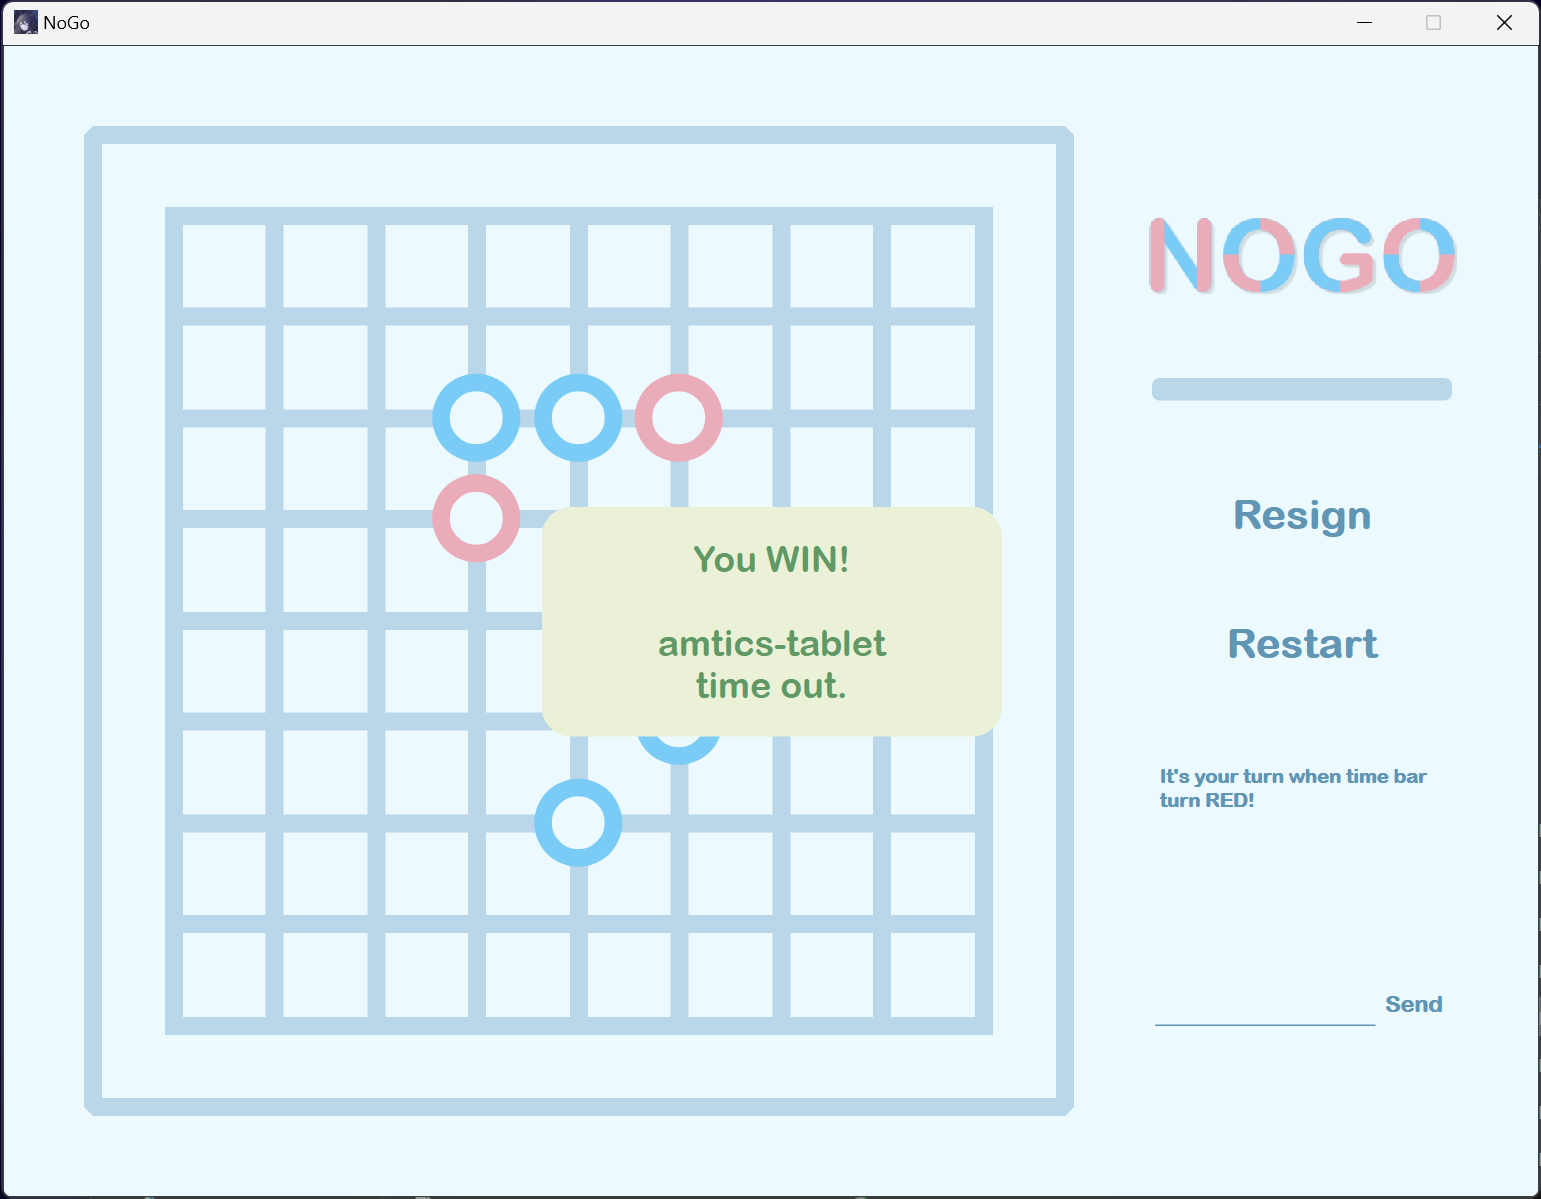 NoGo
NOGO
Resign
You WIN!
amtics-tablet
time out.
Restart
It's your turn when time bar
turn RED!
Send